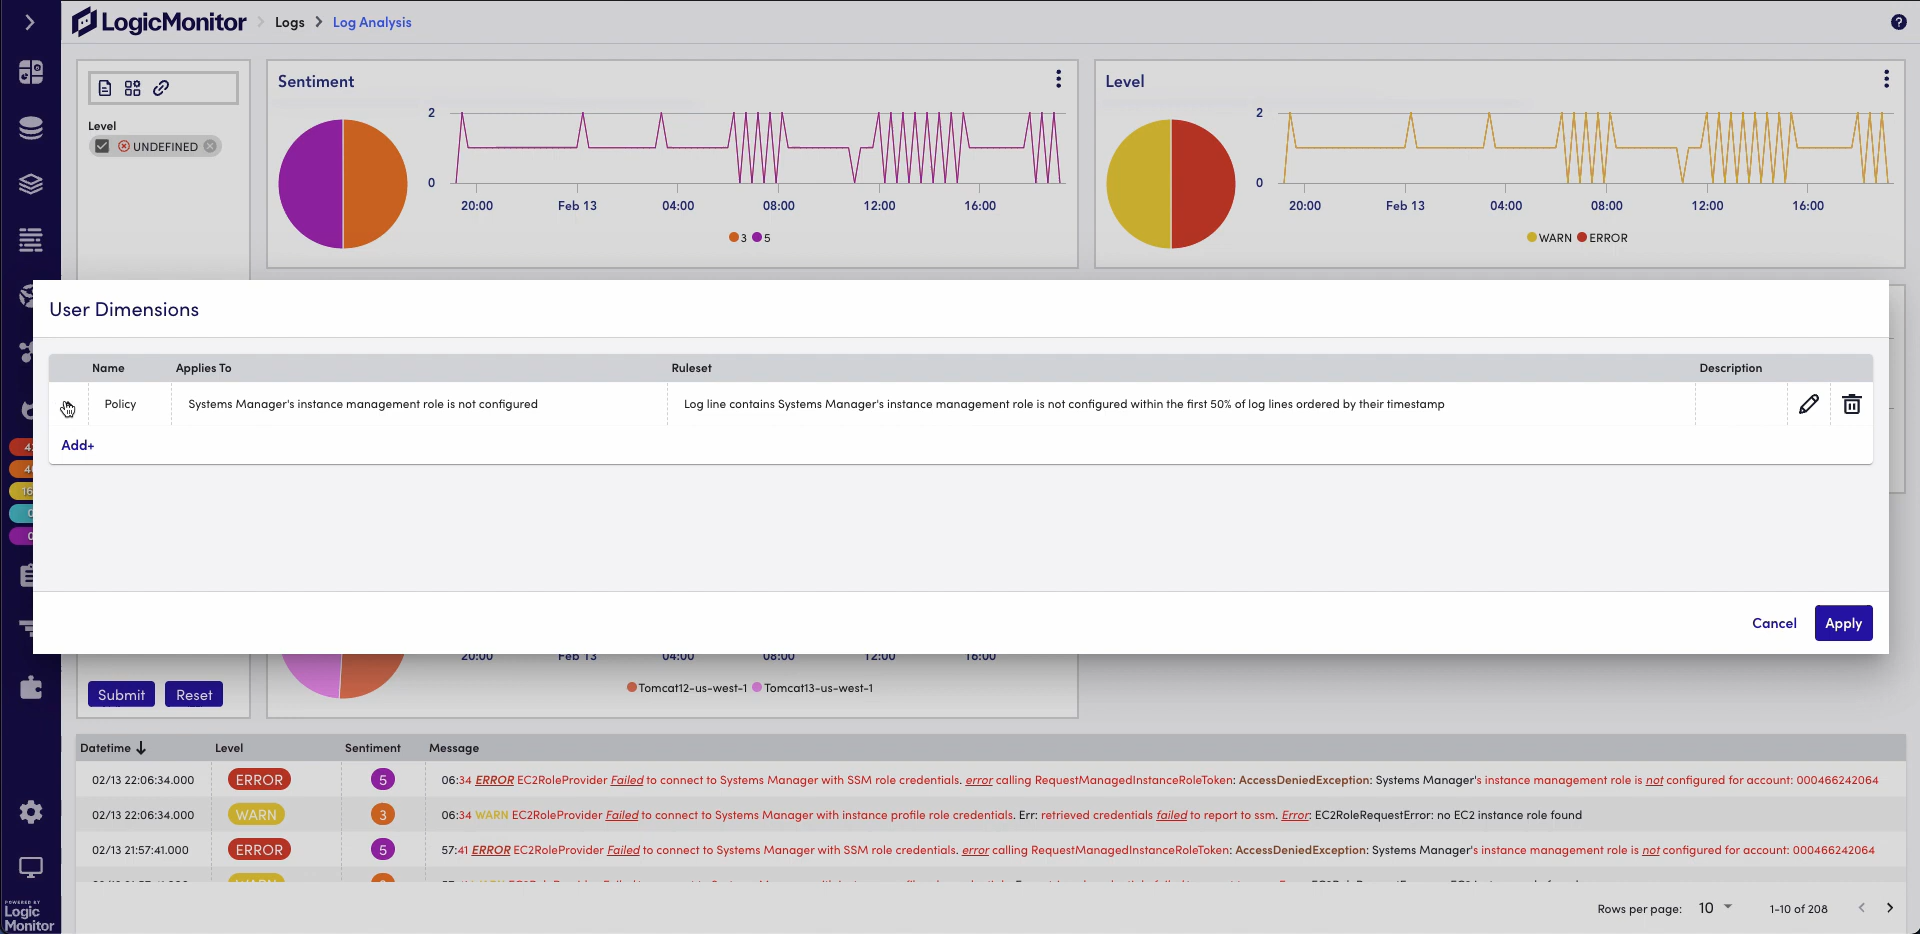 LogicMonitor
Logs
Log Analysis
Level
UNDEFINED
Sentiment
2
0
20:00 Feb 13 04:00 08:00 12:00 16:00
3 5
Level
2
0
20:00 Feb 13 04:00 08:00 12:00 16:00
WARN ERROR
User Dimensions
Name Applies To Ruleset Description
Policy Systems Manager's instance management role is not configured Log line contains Systems Manager's instance management role is not configured within the first 50% of log lines ordered by their timestamp
Add+
Cancel Apply
20:00 Feb 13 04:00 08:00 12:00 16:00
Tomcat12-us-west-1 Tomcat13-us-west-1
Submit Reset
Datetime Level Sentiment Message
02/13 22:06:34.000 ERROR 5 06:34 ERROR EC2RoleProvider Failed to connect to Systems Manager with SSM role credentials. error calling RequestManagedInstanceRoleToken: AccessDeniedException: Systems Manager's instance management role is not configured for account: 000466242064
02/13 22:06:34.000 WARN 3 06:34 WARN EC2RoleProvider Failed to connect to Systems Manager with instance profile role credentials. Err: retrieved credentials failed to report to ssm. Error: EC2RoleRequestError: no EC2 instance role found
02/13 21:57:41.000 ERROR 5 57:41 ERROR EC2RoleProvider Failed to connect to Systems Manager with SSM role credentials. error calling RequestManagedInstanceRoleToken: AccessDeniedException: Systems Manager's instance management role is not configured for account: 000466242064
Rows per page: 10 1-10 of 208
POWERED BY
Logic
Monitor